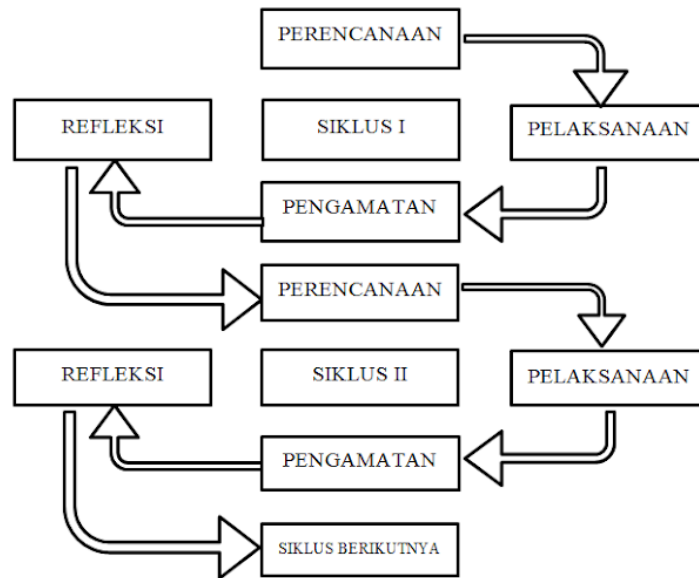 PERENCANAAN
REFLEKSI
SIKLUS I
PELAKSANAAN
PENGAMATAN
PERENCANAAN
REFLEKSI
SIKLUS II
PELAKSANAAN
PENGAMATAN
SIKLUS BERIKUTNYA